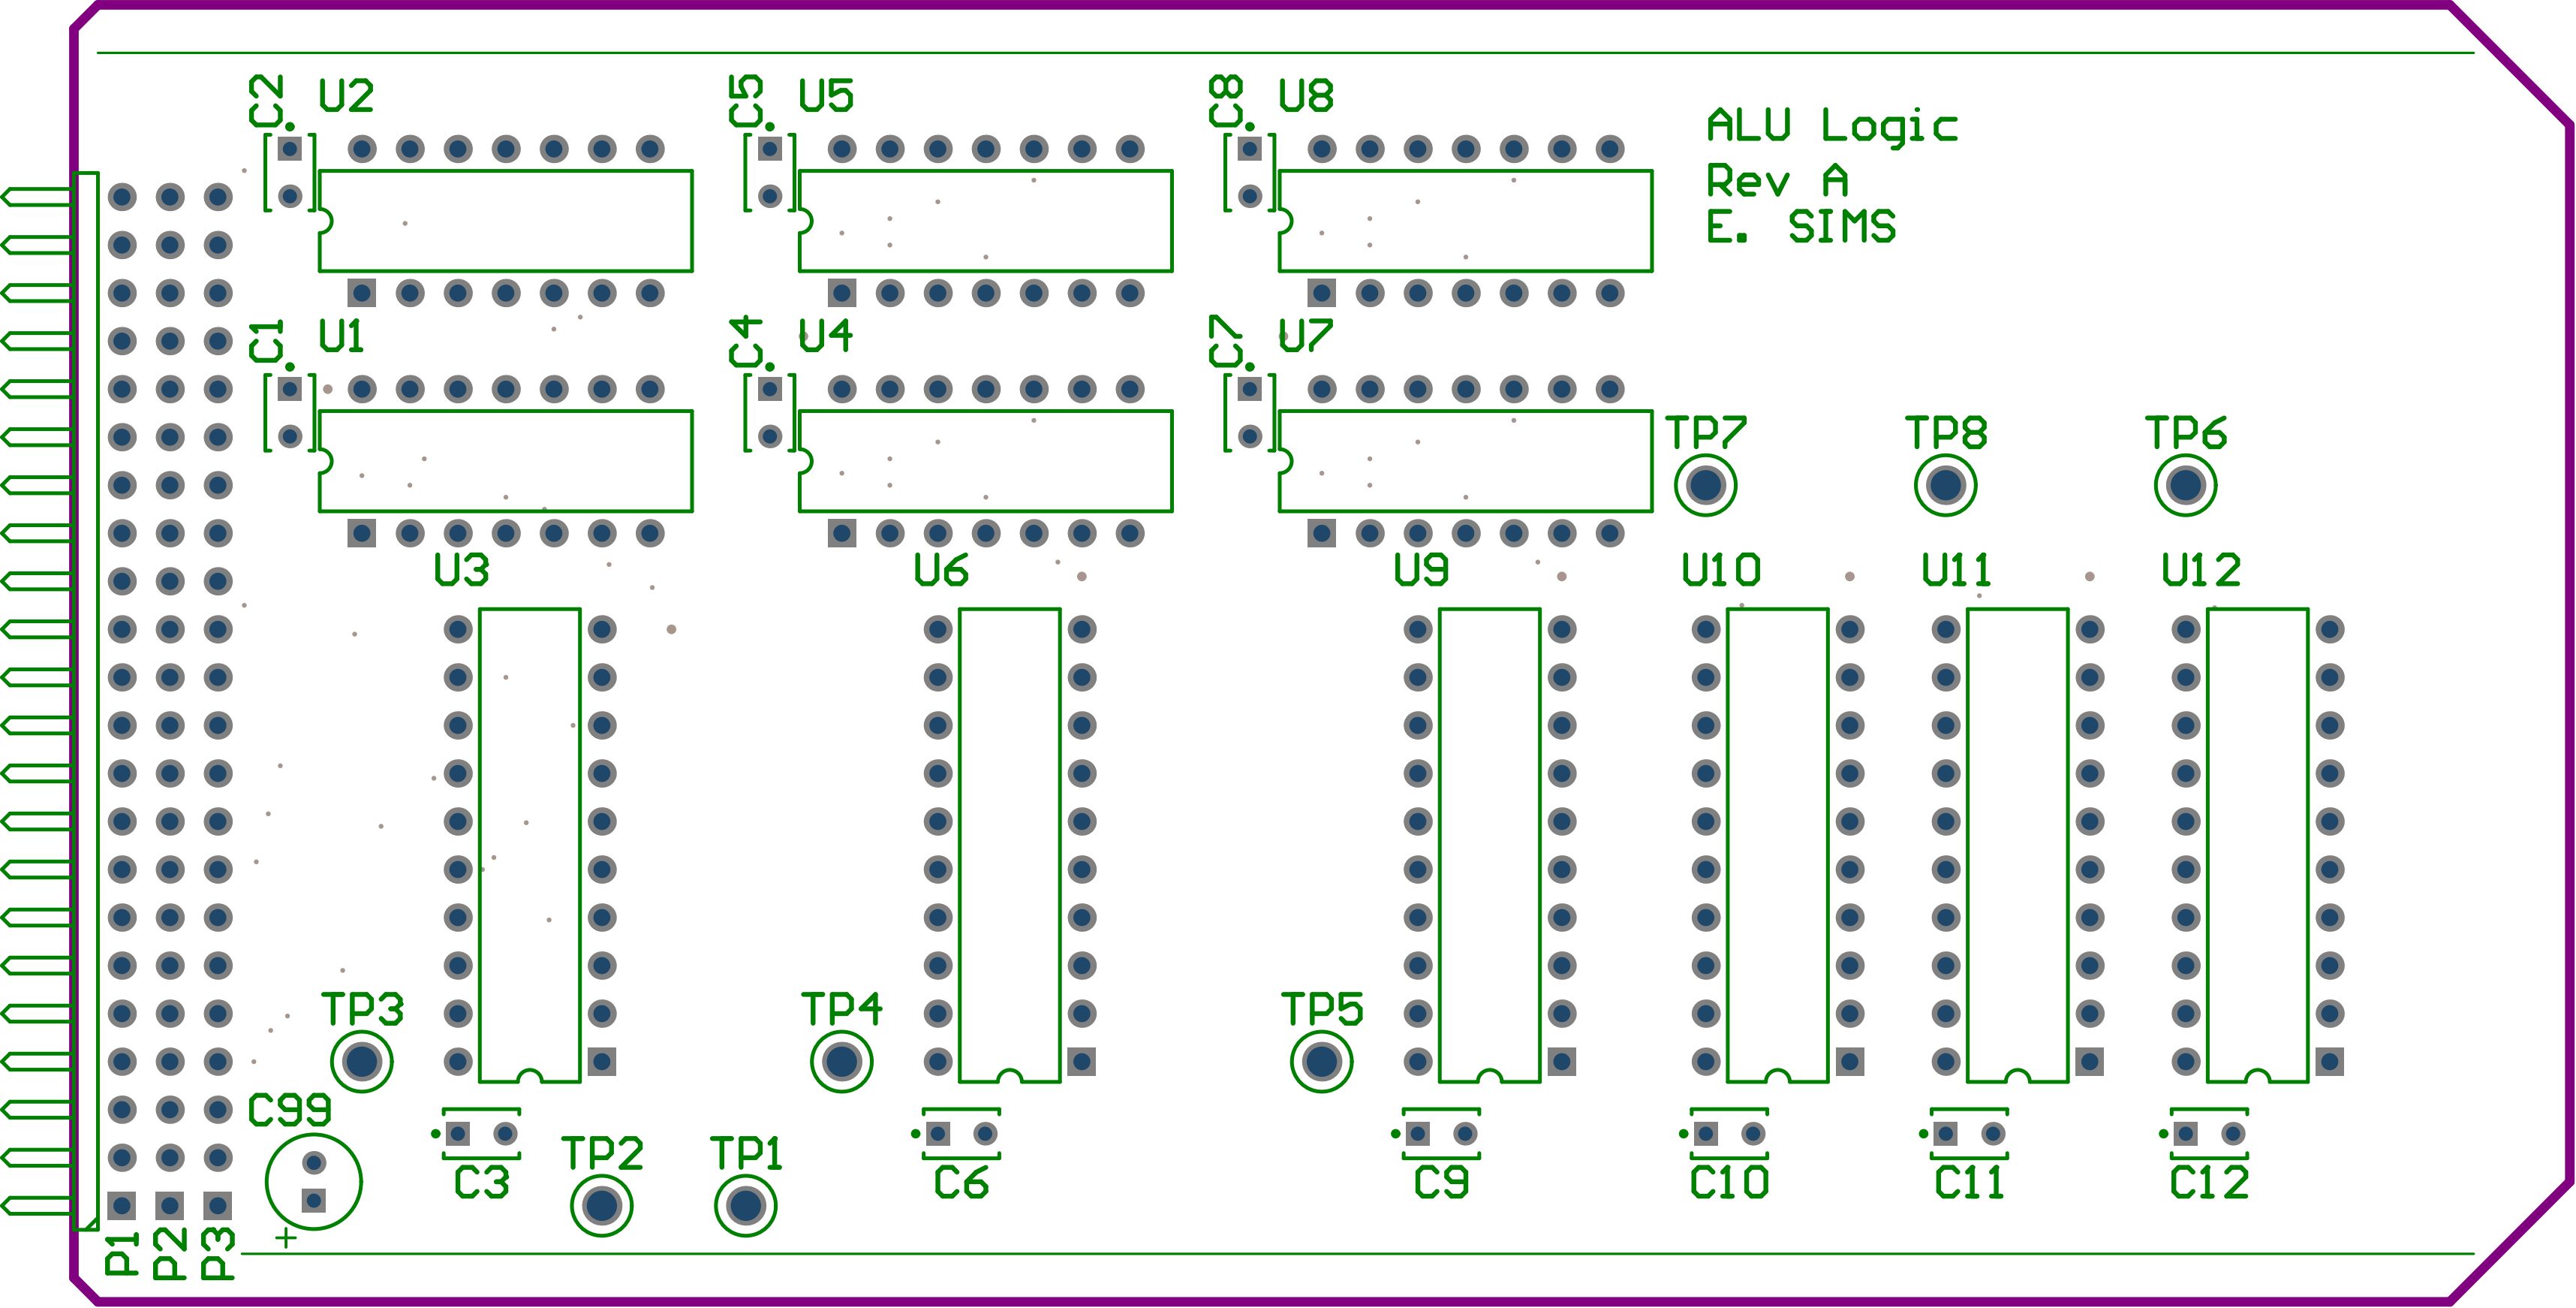 C2
U2
C5
U5
C8
U8
ALU Logic
Rev A
E. SIMS
C1
U1
C4
U4
C7
U7
TP7
TP8
TP6
U3
U6
U9
U10
U11
U12
TP3
TP4
TP5
C99
TP2
TP1
C3
C6
C9
C10
C11
C12
+
P1
P2
P3